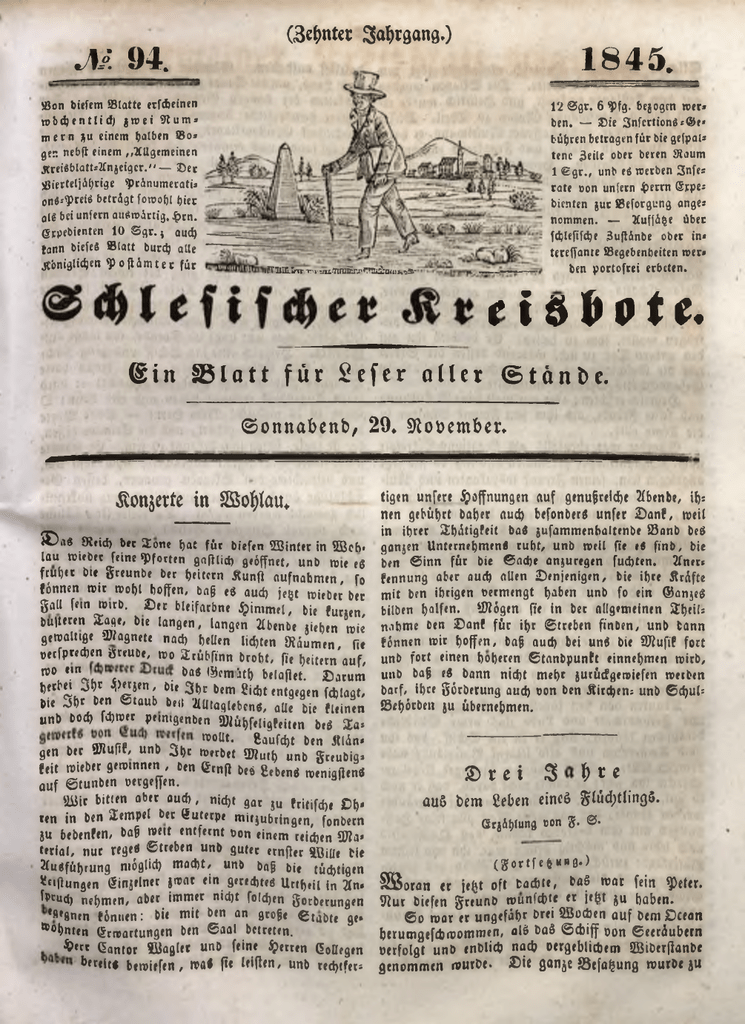 (Zehnter Jahrgang.)
No. 94.
1845.
Von diesem Blatte erscheinen
wöchentlich zwei Num-
mern zu einem halben Bo-
gen nebst einem „Allgemeinen
Kreisblatt-Anzeiger." — Der
Vierteljährige Pränumerati-
ons-Preis beträgt sowohl hier
als bei unsern auswärtig. Hrn.
Expedienten 10 Sgr.; auch
kann dieses Blatt durch alle
Königlichen Postämter für
12 Sgr. 6 Pfg. bezogen wer-
den. — Die Insertions-Ge-
bühren betragen für die gespal-
tene Zeile oder deren Raum
1 Sgr., und es werden Inse-
rate von unsern Herrn Expe-
dienten zur Besorgung ange-
nommen. — Aufsätze über
schlesische Zustände oder in-
teressante Begebenheiten wer-
den portofrei erbeten.
Schlesischer Kreisbote.
Ein Blatt für Leser aller Stände.
Sonnabend, 29. November.
Konzerte in Wohlau.
Das Reich der Töne hat für diesen Winter in Woh-
lau wieder seine Pforten gastlich geöffnet, und wie es
früher die Freunde der heitern Kunst aufnahmen, so
können wir wohl hoffen, daß es auch jetzt wieder der
Fall sein wird. Der bleifarbne Himmel, die kurzen,
düsteren Tage, die langen, langen Abende ziehen wie
gewaltige Magnete nach hellen lichten Räumen, sie
versprechen Freude, wo Trübsinn droht, sie heitern auf,
wo ein schwerer Druck das Gemüth belastet. Darum
herbei Ihr Herzen, die Ihr dem Licht entgegen schlagt,
die Ihr den Staub des Alltaglebens, alle die kleinen
und doch schwer peinigenden Mühseligkeiten des Ta-
gewerks von Euch werfen wollt. Lauscht den Klän-
gen der Musik, und Ihr werdet Muth und Freudig-
keit wieder gewinnen, den Ernst des Lebens wenigstens
auf Stunden vergessen.
Wir bitten aber auch, nicht gar zu kritische Oh-
ren in den Tempel der Euterpe mitzubringen, sondern
zu bedenken, daß weit entfernt von einem reichen Ma-
terial, nur reges Streben und guter ernster Wille die
Ausführung möglich macht, und daß die tüchtigen
Leistungen Einzelner zwar ein gerechtes Urtheil in An-
spruch nehmen, aber immer nicht solchen Forderungen
begegnen können: die mit den an große Städte ge-
wöhnten Erwartungen den Saal betreten.
Herr Cantor Wagler und seine Herren Collegen
haben bereits bewiesen, was sie leisten, und rechtfer-
tigen unsere Hoffnungen auf genußreiche Abende, ih-
nen gebührt daher auch besonders unser Dank, weil
in ihrer Thätigkeit das zusammenhaltende Band des
ganzen Unternehmens ruht, und weil sie es sind, die
den Sinn für die Sache anzuregen suchten. Aner-
kennung aber auch allen Denjenigen, die ihre Kräfte
mit den ihrigen vermengt haben und so ein Ganzes
bilden halfen. Mögen sie in der allgemeinen Theil-
nahme den Dank für ihr Streben finden, und dann
können wir hoffen, daß auch bei uns die Musik fort
und fort einen höheren Standpunkt einnehmen wird,
und daß es dann nicht mehr zurückgewiesen werden
darf, ihre Förderung auch von den Kirchen- und Schul-
Behörden zu übernehmen.
Drei Jahre
aus dem Leben eines Flüchtlings.
Erzählung von F. S.
(Fortsetzung.)
Woran er jetzt oft dachte, das war sein Peter.
Nur diesen Freund wünschte er jetzt zu haben.
So war er ungefähr drei Wochen auf dem Ocean
herumgeschwommen, als das Schiff von Seeräubern
verfolgt und endlich nach vergeblichem Widerstande
genommen wurde. Die ganze Besatzung wurde zu